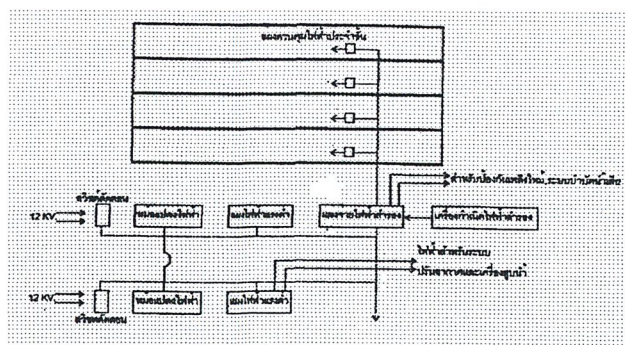 แผงควบคุมไฟฟ้าประจำชั้น
สำหรับป้องกันเพลิงไหม้,ระบบบำบัดน้ำเสีย
สวิชต์ตัดตอน
12 KV
หม้อแปลงไฟฟ้า
แผงไฟฟ้าแรงต่ำ
แผงจ่ายไฟฟ้าสำรอง
เครื่องกำเนิดไฟฟ้าสำรอง
ไฟฟ้าสำหรับระบบ
ปรับอากาศและเครื่องสูบน้ำ
12 KV
หม้อแปลงไฟฟ้า
แผงไฟฟ้าแรงต่ำ
สวิชต์ตัดตอน